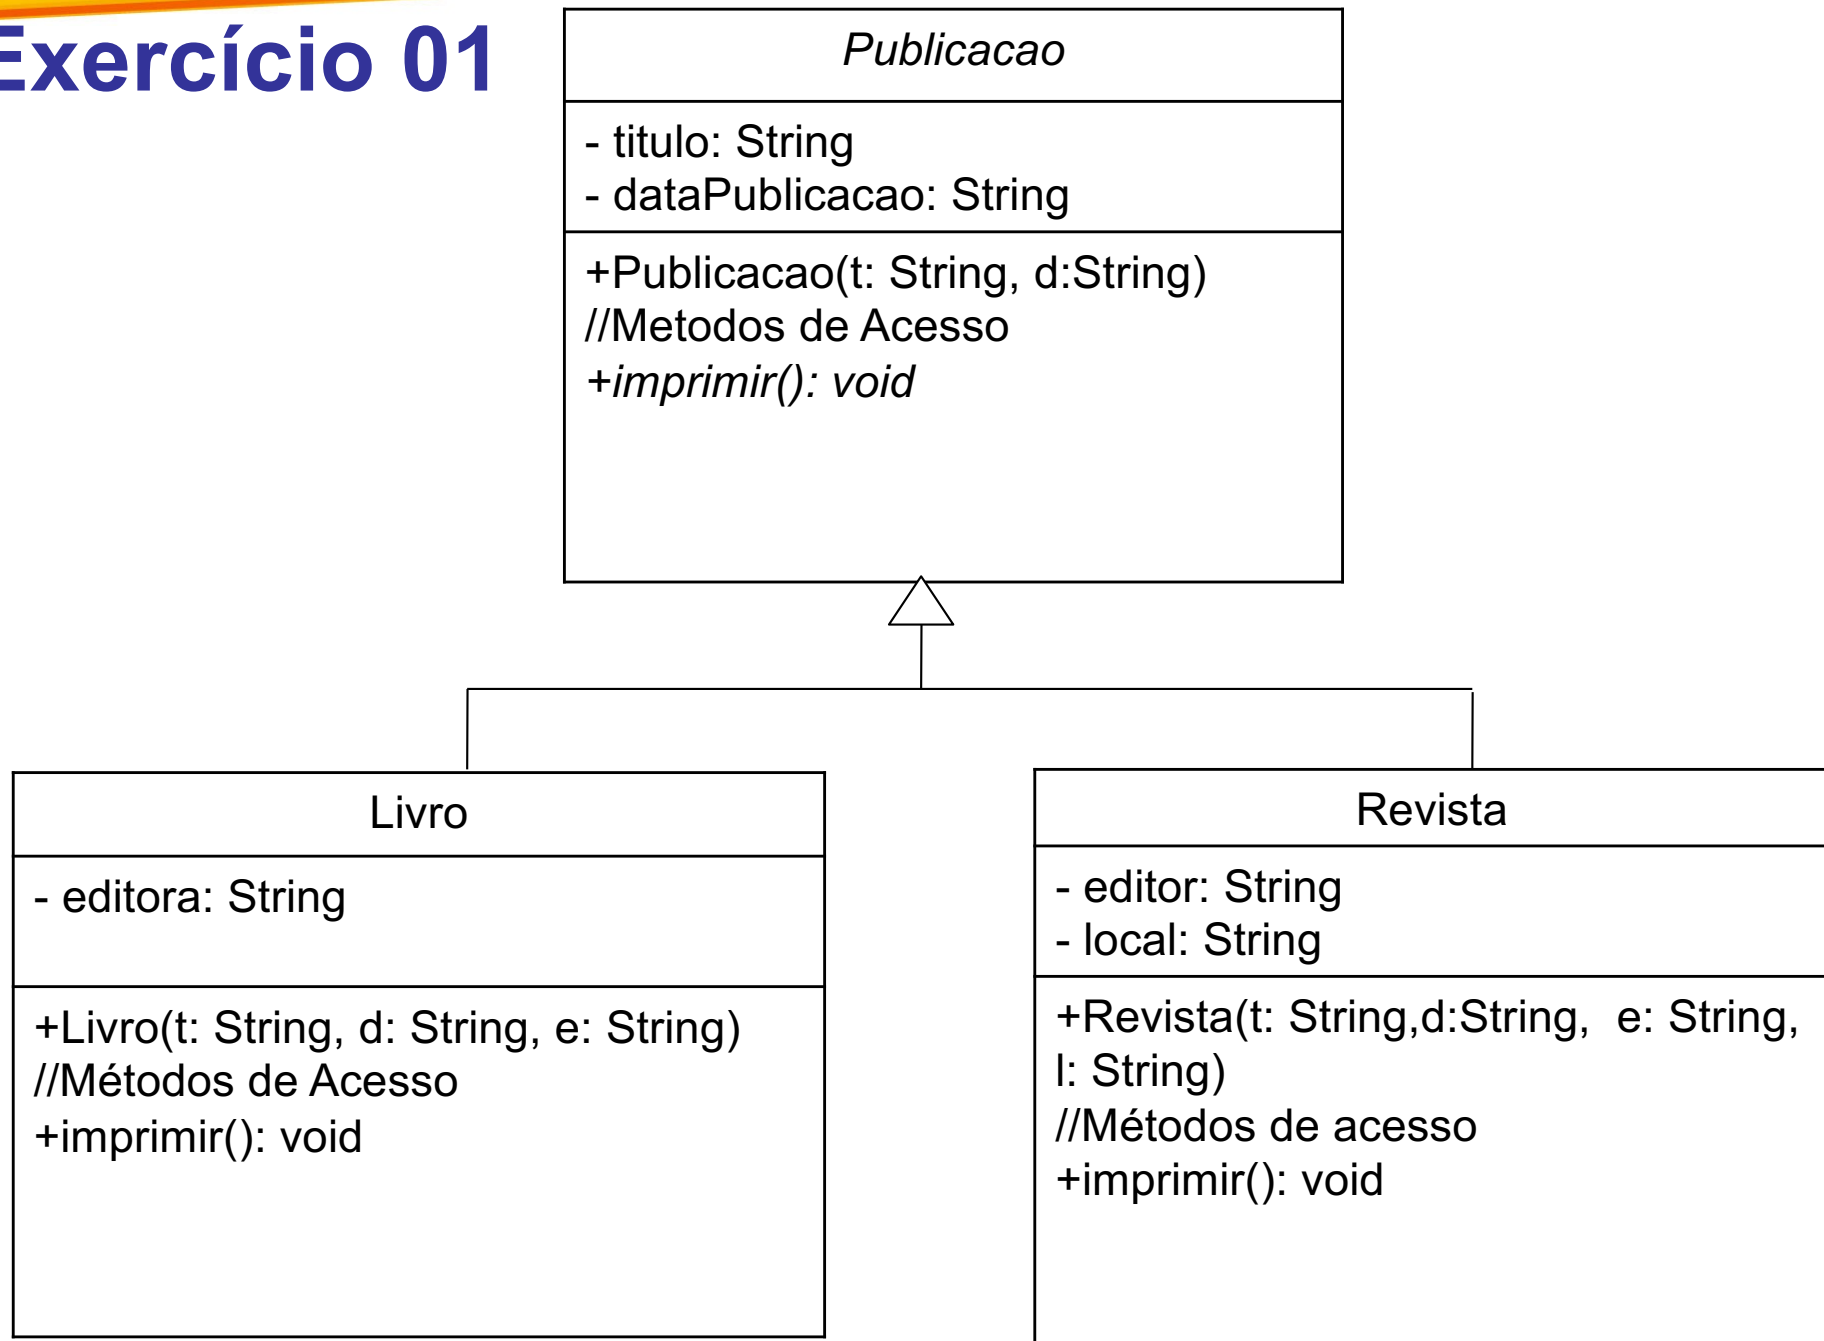 Exercício 01
Publicacao
- titulo: String
- dataPublicacao: String
+Publicacao(t: String, d:String)
//Metodos de Acesso
+imprimir(): void
Livro
- editora: String
+Livro(t: String, d: String, e: String)
//Métodos de Acesso
+imprimir(): void
Revista
- editor: String
- local: String
+Revista(t: String,d:String,  e: String,
l: String)
//Métodos de acesso
+imprimir(): void